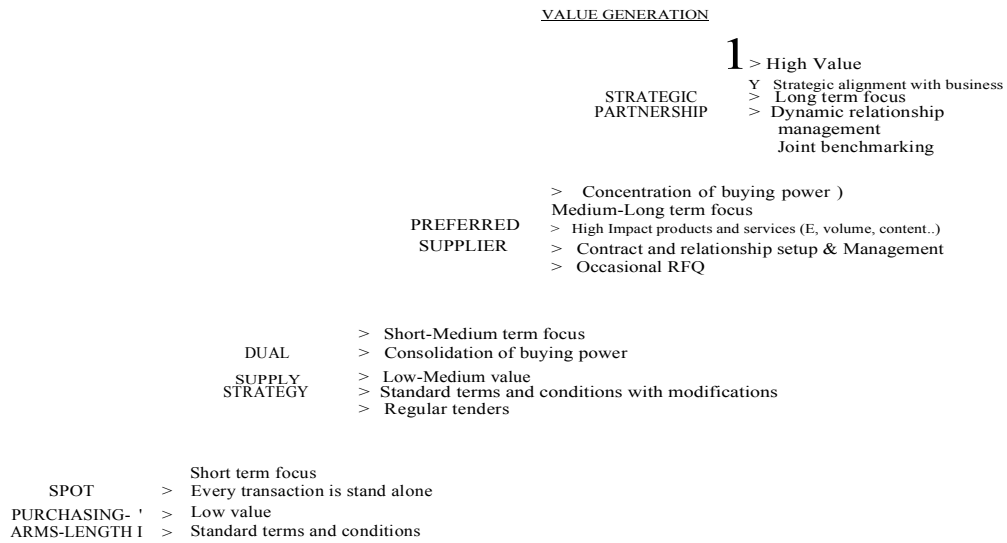 VALUE GENERATION
1 > High Value
Y Strategic alignment with business
STRATEGIC > Long term focus
PARTNERSHIP > Dynamic relationship
management
Joint benchmarking
> Concentration of buying power )
Medium-Long term focus
PREFERRED > High Impact products and services (E, volume, content..)
SUPPLIER > Contract and relationship setup & Management
> Occasional RFQ
> Short-Medium term focus
DUAL > Consolidation of buying power
SUPPLY > Low-Medium value
STRATEGY > Standard terms and conditions with modifications
> Regular tenders
Short term focus
SPOT > Every transaction is stand alone
PURCHASING- ' > Low value
ARMS-LENGTH I > Standard terms and conditions